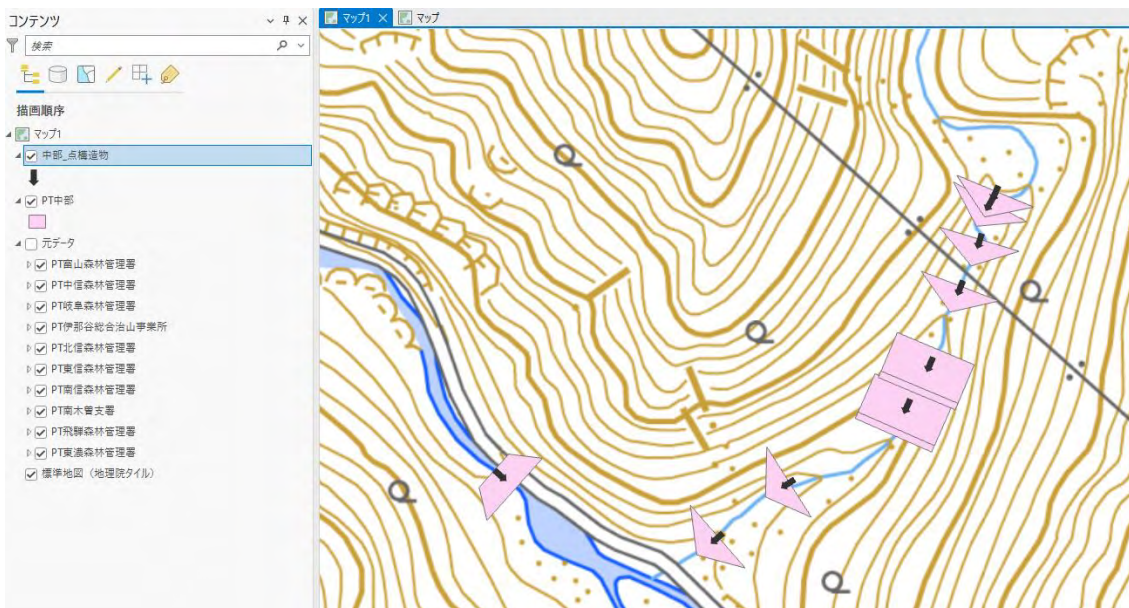 コンテンツ
マップ1
マップ
検索
描画順序
マップ1
中部_点構造物
PT中部
元データ
PT富山森林管理署
PT中信森林管理署
PT岐阜森林管理署
PT伊那谷総合治山事業所
PT北信森林管理署
PT東信森林管理署
PT南信森林管理署
PT南木曽支署
PT飛騨森林管理署
PT東濃森林管理署
標準地図（地理院タイル）